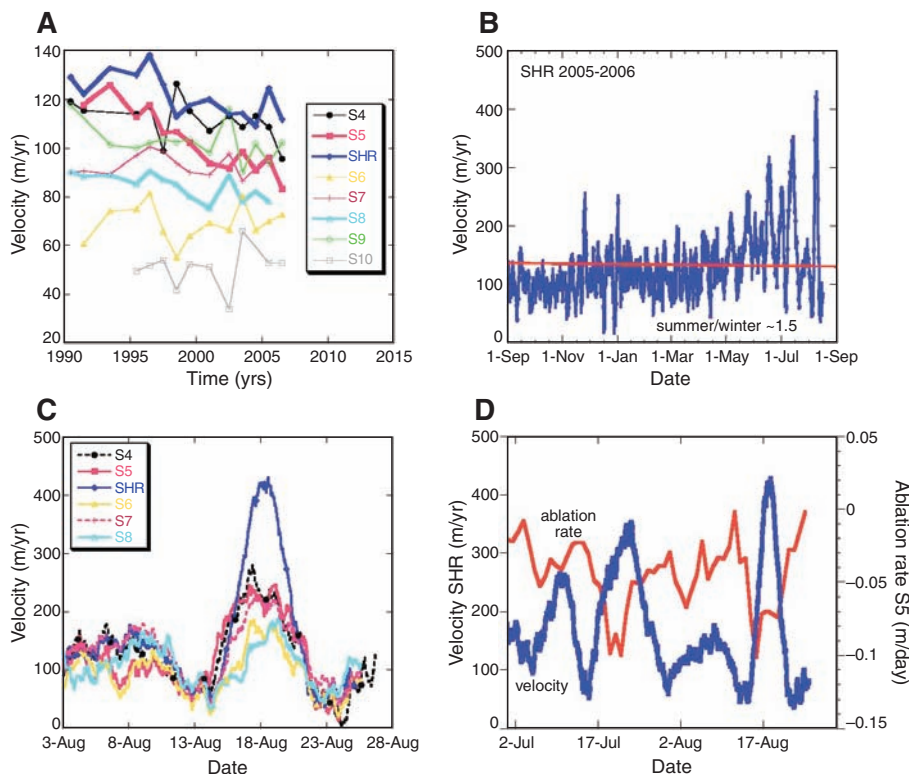 A
140
120
100
80
60
40
20
Velocity (m/yr)
1990 1995 2000 2005 2010 2015
Time (yrs)
S4
S5
SHR
S6
S7
S8
S9
S10
B
500
400
300
200
100
0
Velocity (m/yr)
SHR 2005-2006
summer/winter ~1.5
1-Sep 1-Nov 1-Jan 1-Mar 1-May 1-Jul 1-Sep
Date
C
500
400
300
200
100
0
Velocity (m/yr)
S4
S5
SHR
S6
S7
S8
3-Aug 8-Aug 13-Aug 18-Aug 23-Aug 28-Aug
Date
D
500
400
300
200
100
0
Velocity SHR (m/yr)
ablation
rate
velocity
0.05
0
–0.05
–0.1
–0.15
Ablation rate S5 (m/day)
2-Jul 17-Jul 2-Aug 17-Aug
Date